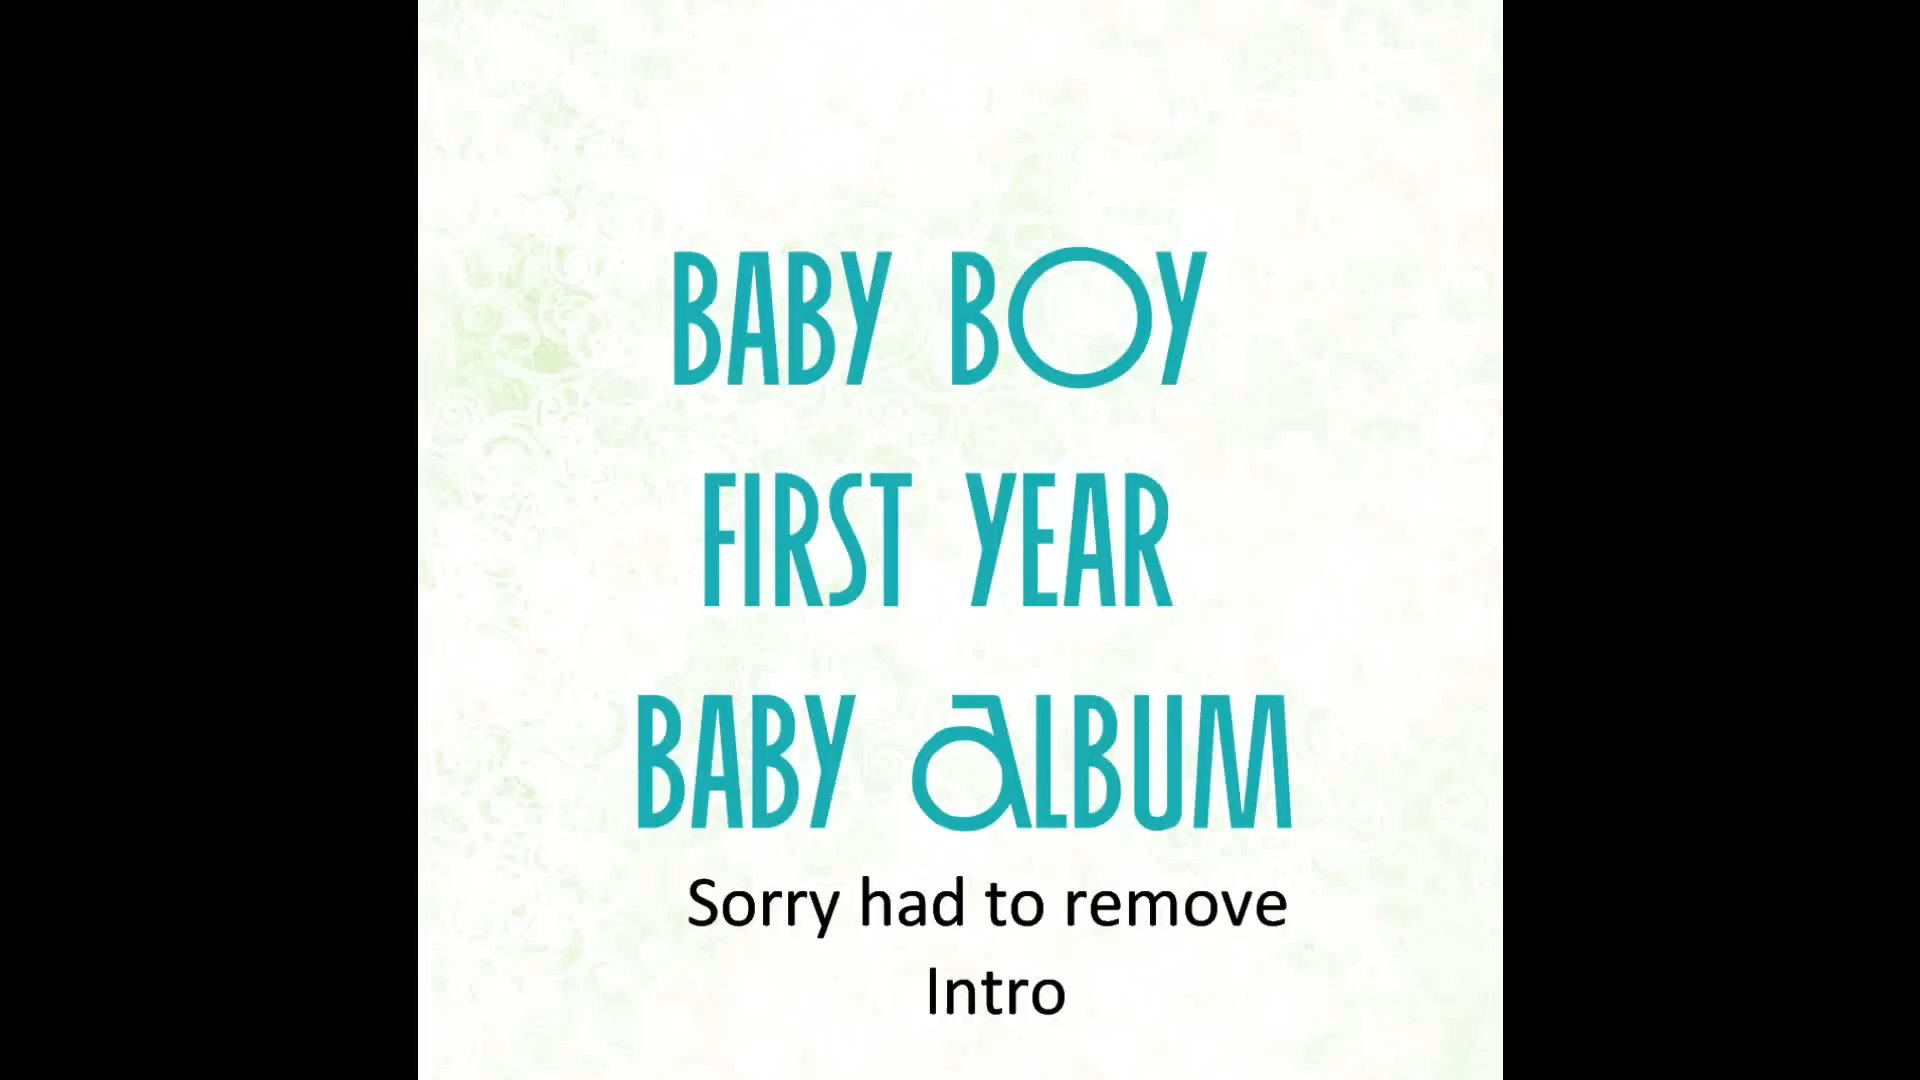 BABY BOY
FIRST YEAR
BABY ALBUM
Sorry had to remove
Intro